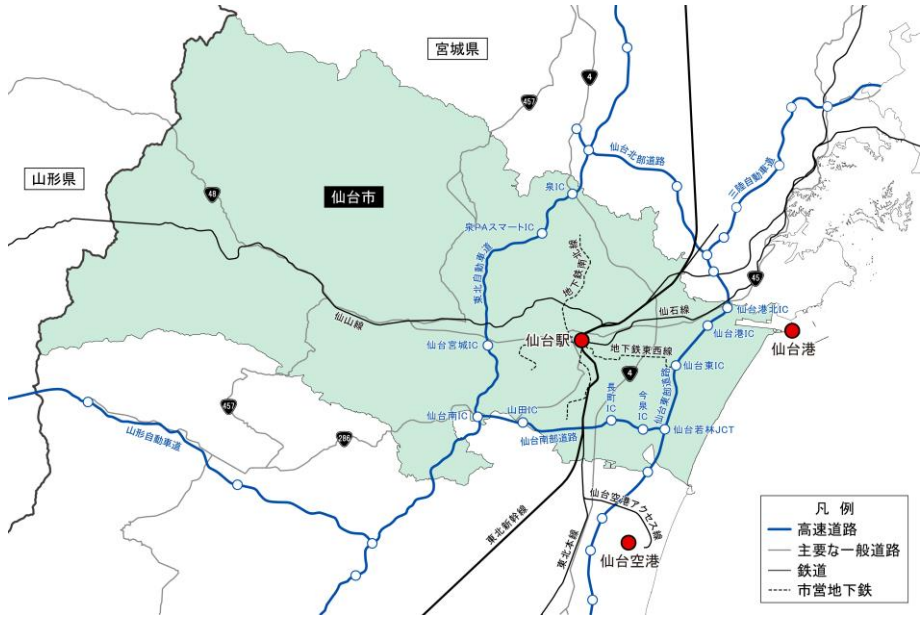 宮城県
4
457
仙台北部道路
三陸自動車道
山形県
48
仙台市
泉IC
泉PAスマートIC
地下鉄南北線
東北自動車道
45
仙山線
仙石線
仙台港北IC
仙台港IC
仙台港
仙台宮城IC
仙台駅
地下鉄東西線
仙台東IC
4
仙台東部道路
457
仙台南IC
山田IC
長町IC
今泉IC
仙台若林JCT
286
仙台南部道路
山形自動車道
仙台空港アクセス線
東北新幹線
東北本線
仙台空港
凡 例
高速道路
主要な一般道路
鉄道
市営地下鉄